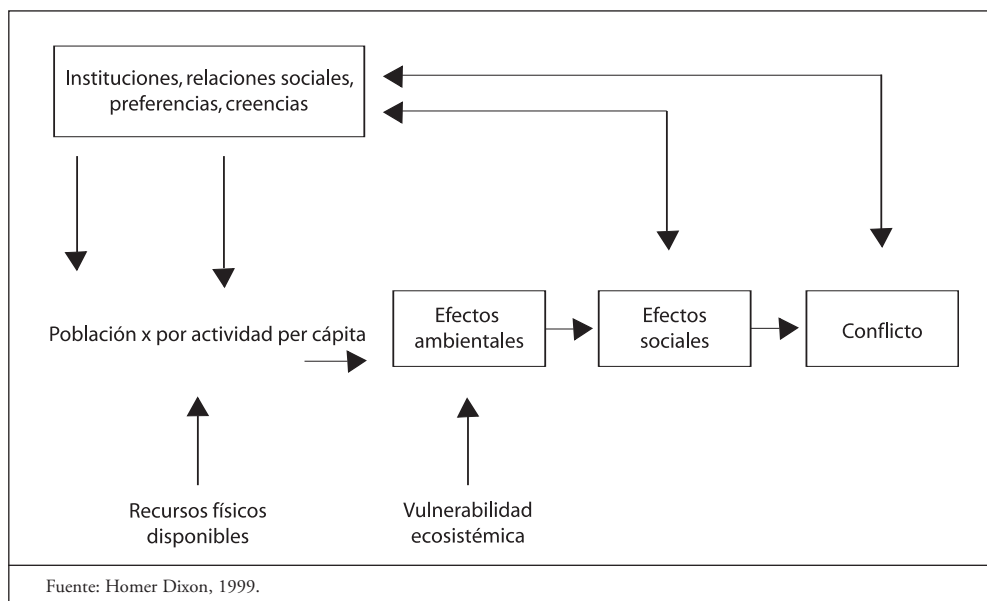 Instituciones, relaciones sociales,
preferencias, creencias
Población x por actividad per cápita
Efectos
ambientales
Efectos
sociales
Conflicto
Recursos físicos
disponibles
Vulnerabilidad
ecosistémica
Fuente: Homer Dixon, 1999.